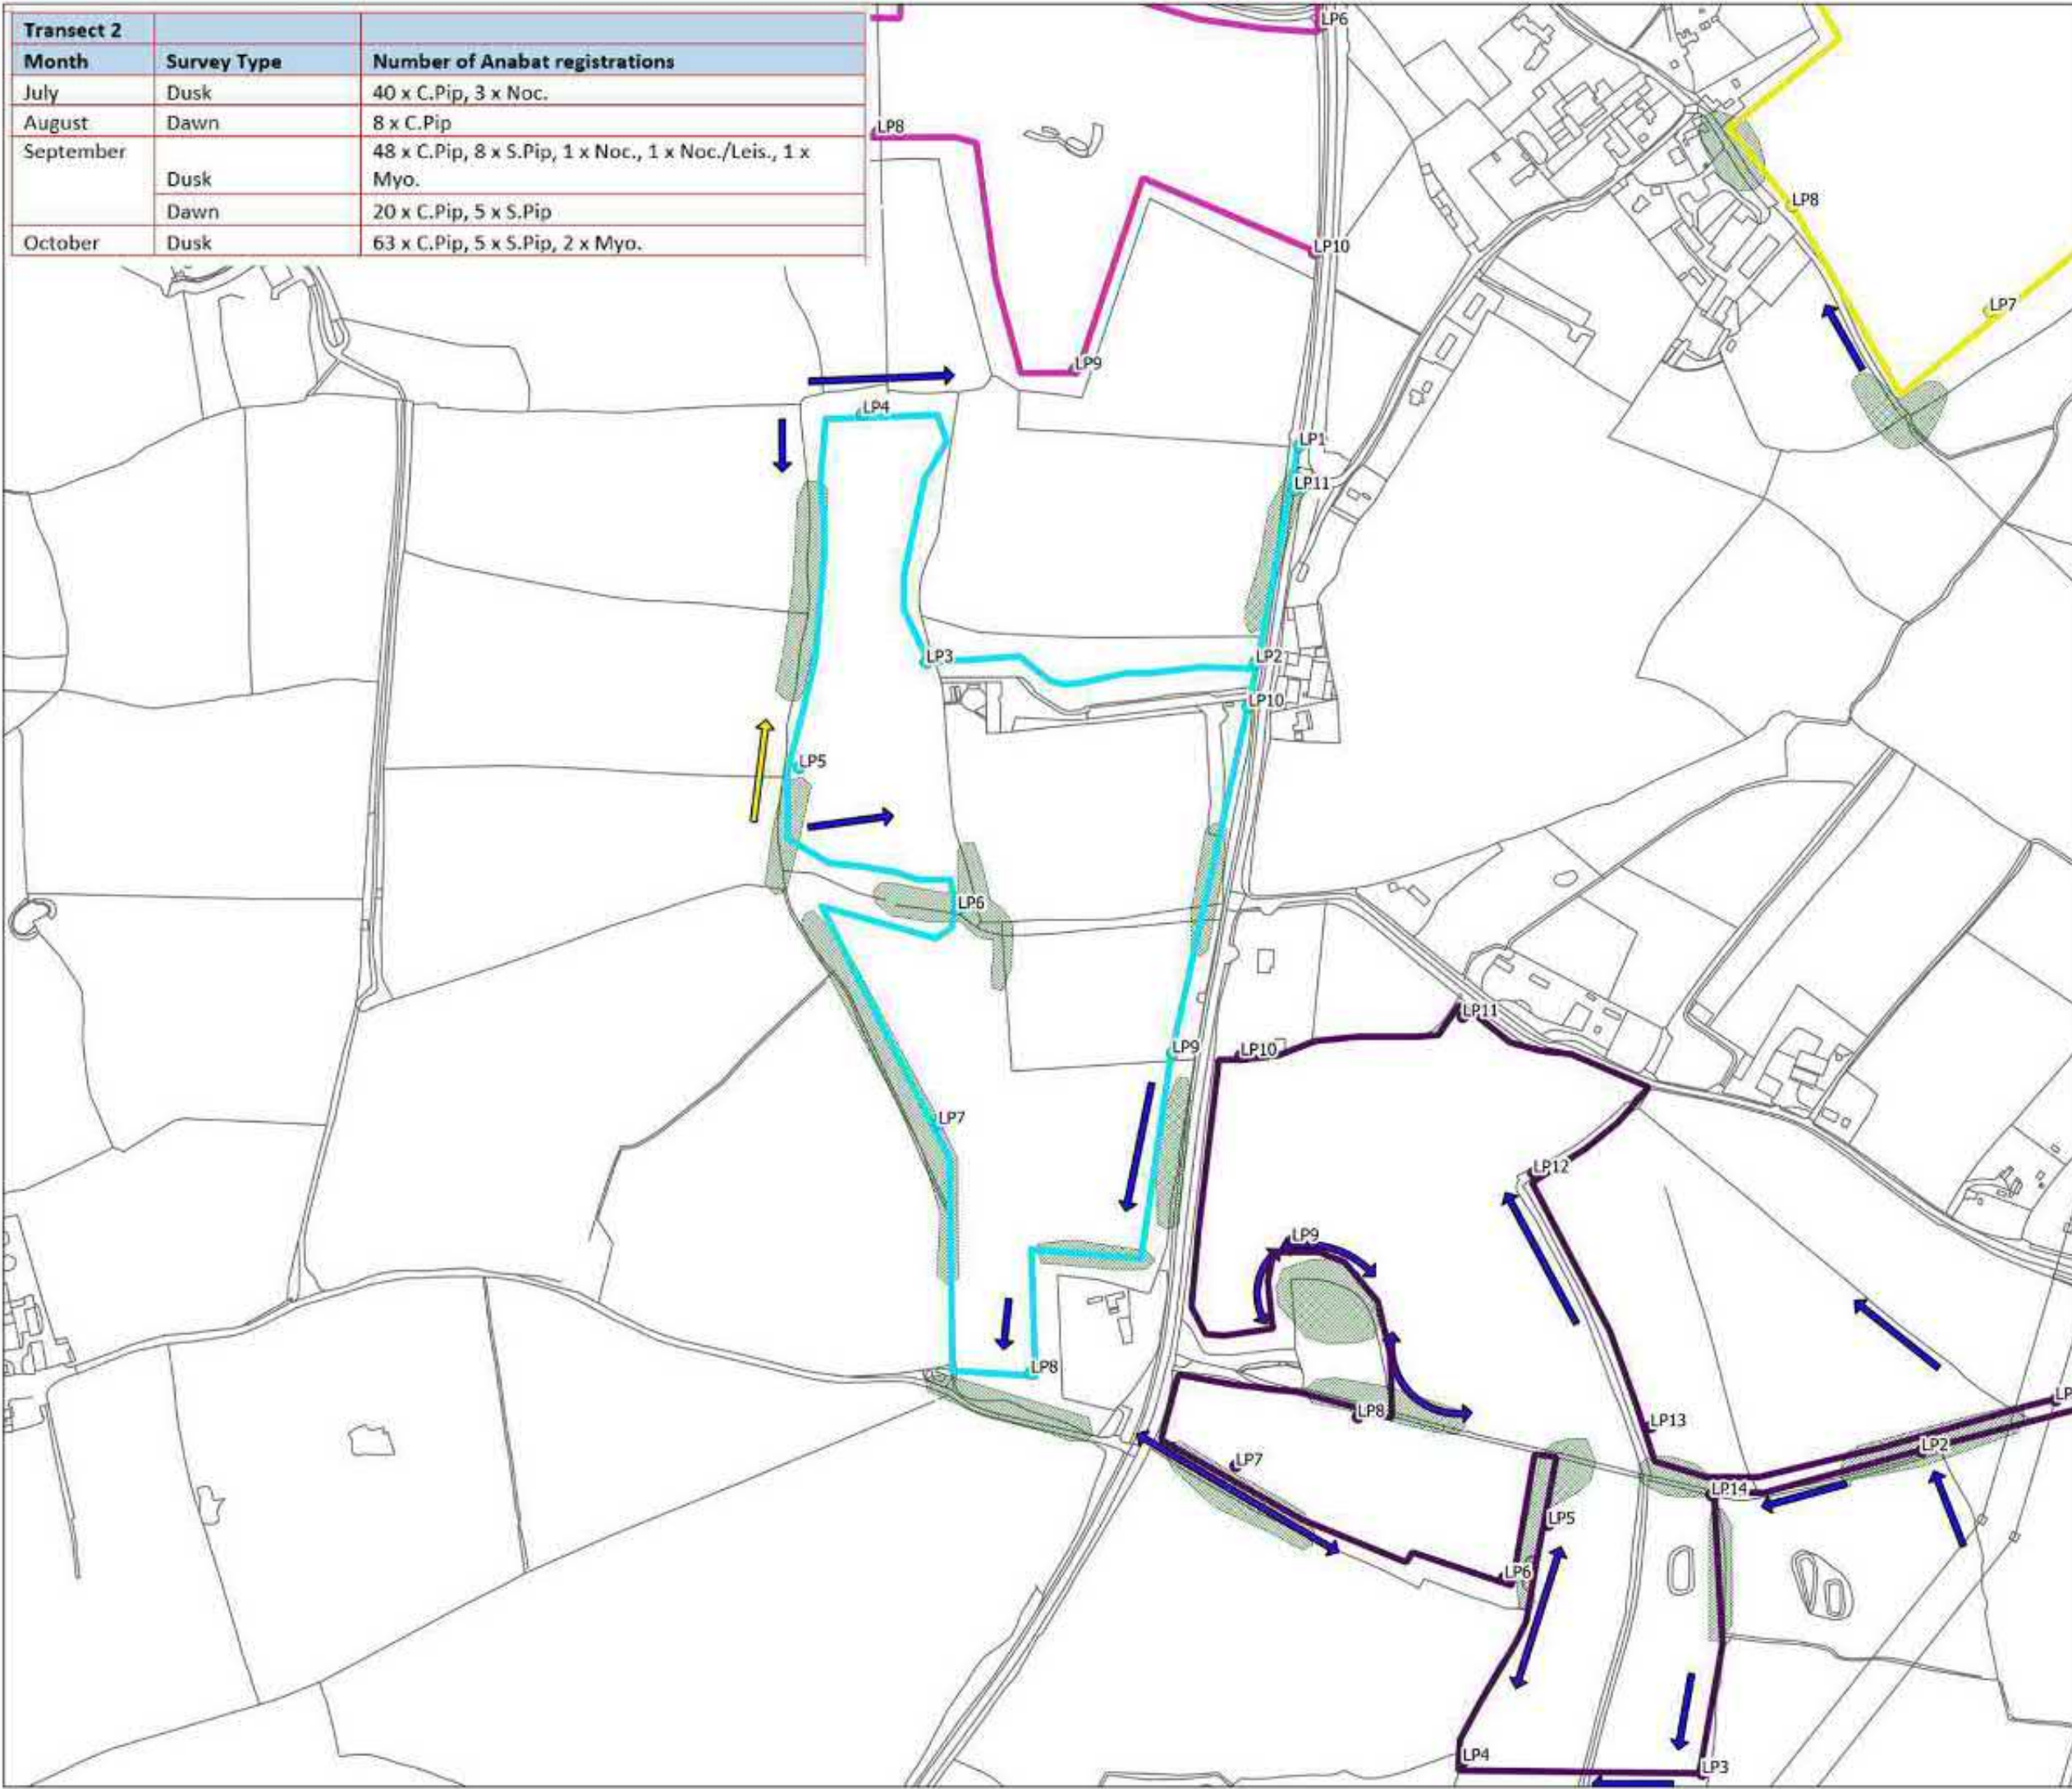 Transect 2
Month Survey Type Number of Anabat registrations
July Dusk 40 x C.Pip, 3 x Noc.
August Dawn 8 x C.Pip
September Dusk 48 x C.Pip, 8 x S.Pip, 1 x Noc., 1 x Noc./Leis., 1 x
Myo.
Dawn 20 x C.Pip, 5 x S.Pip
October Dusk 63 x C.Pip, 5 x S.Pip, 2 x Myo.
LP6
LP8
LP8
LP10
LP7
LP9
LP4
LP1
LP11
LP3
LP2
LP10
LP5
LP6
LP11
LP9
LP10
LP7
LP12
LP9
LP8
LP
LP8
LP13
LP2
LP7
LP14
LP5
LP6
LP4
LP3